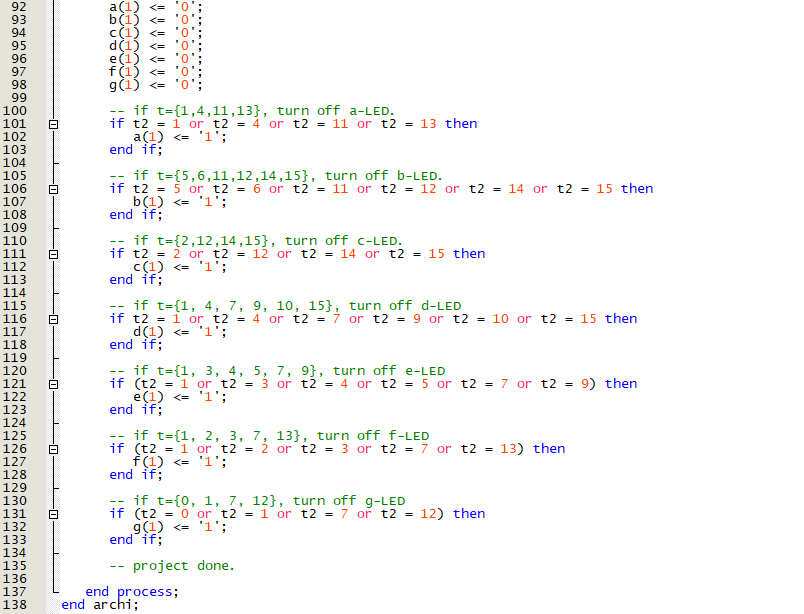 92 a(1) <= '0';
93 b(1) <= '0';
94 c(1) <= '0';
95 d(1) <= '0';
96 e(1) <= '0';
97 f(1) <= '0';
98 g(1) <= '0';
99
100 -- if t={1,4,11,13}, turn off a-LED.
101 if t2 = 1 or t2 = 4 or t2 = 11 or t2 = 13 then
102 a(1) <= '1';
103 end if;
104
105 -- if t={5,6,11,12,14,15}, turn off b-LED.
106 if t2 = 5 or t2 = 6 or t2 = 11 or t2 = 12 or t2 = 14 or t2 = 15 then
107 b(1) <= '1';
108 end if;
109
110 -- if t={2,12,14,15}, turn off c-LED.
111 if t2 = 2 or t2 = 12 or t2 = 14 or t2 = 15 then
112 c(1) <= '1';
113 end if;
114
115 -- if t={1, 4, 7, 9, 10, 15}, turn off d-LED
116 if t2 = 1 or t2 = 4 or t2 = 7 or t2 = 9 or t2 = 10 or t2 = 15 then
117 d(1) <= '1';
118 end if;
119
120 -- if t={1, 3, 4, 5, 7, 9}, turn off e-LED
121 if (t2 = 1 or t2 = 3 or t2 = 4 or t2 = 5 or t2 = 7 or t2 = 9) then
122 e(1) <= '1';
123 end if;
124
125 -- if t={1, 2, 3, 7, 13}, turn off f-LED
126 if (t2 = 1 or t2 = 2 or t2 = 3 or t2 = 7 or t2 = 13) then
127 f(1) <= '1';
128 end if;
129
130 -- if t={0, 1, 7, 12}, turn off g-LED
131 if (t2 = 0 or t2 = 1 or t2 = 7 or t2 = 12) then
132 g(1) <= '1';
133 end if;
134
135 -- project done.
136
137 end process;
138 end archi;